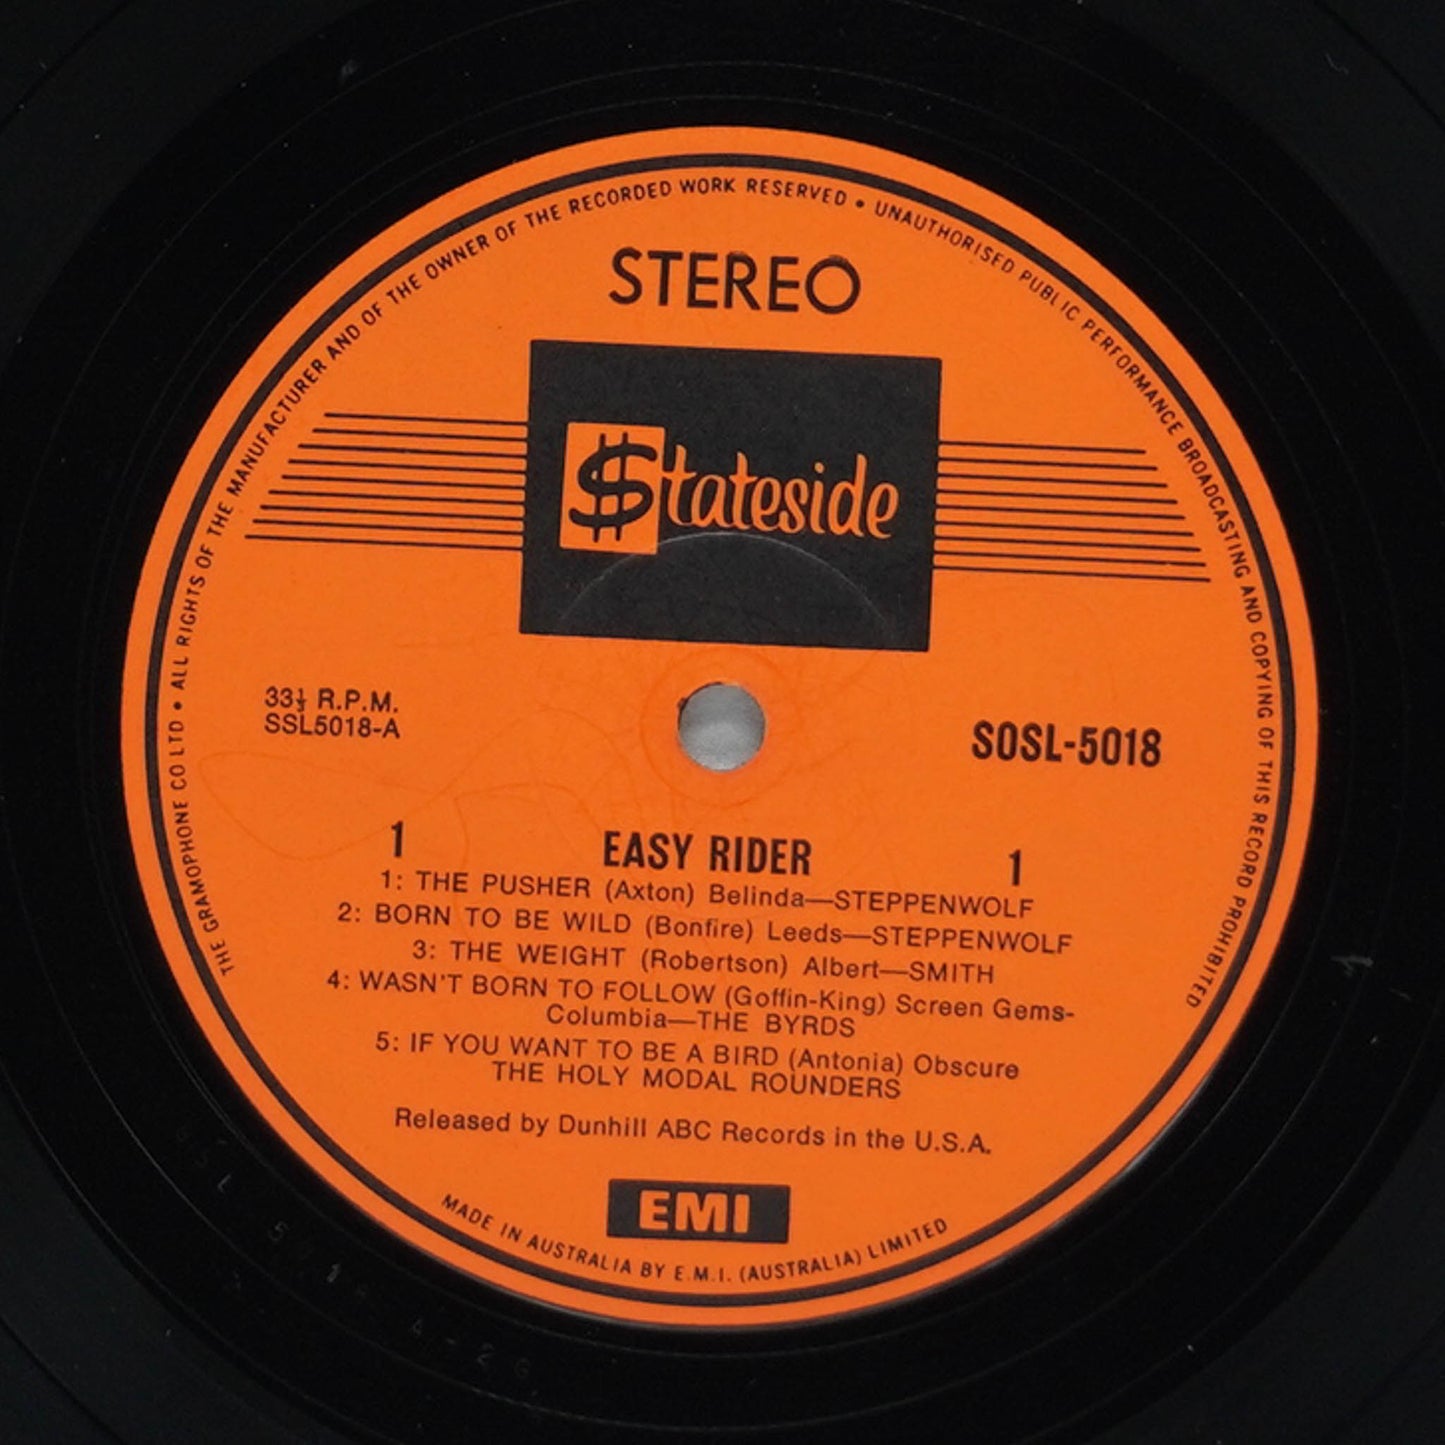 THE GRAMOPHONE CO LTD • ALL RIGHTS OF THE MANUFACTURER AND OF THE OWNER OF THE RECORDED WORK RESERVED • UNAUTHORISED PUBLIC PERFORMANCE BROADCASTING AND COPYING OF THIS RECORD PROHIBITED
STEREO
$tateside
33⅓ R.P.M.
SSL5018-A
SOSL-5018
1 EASY RIDER 1
1: THE PUSHER (Axton) Belinda—STEPPENWOLF
2: BORN TO BE WILD (Bonfire) Leeds—STEPPENWOLF
3: THE WEIGHT (Robertson) Albert—SMITH
4: WASN'T BORN TO FOLLOW (Goffin-King) Screen Gems-
Columbia—THE BYRDS
5: IF YOU WANT TO BE A BIRD (Antonia) Obscure
THE HOLY MODAL ROUNDERS
Released by Dunhill ABC Records in the U.S.A.
EMI
MADE IN AUSTRALIA BY E.M.I. (AUSTRALIA) LIMITED